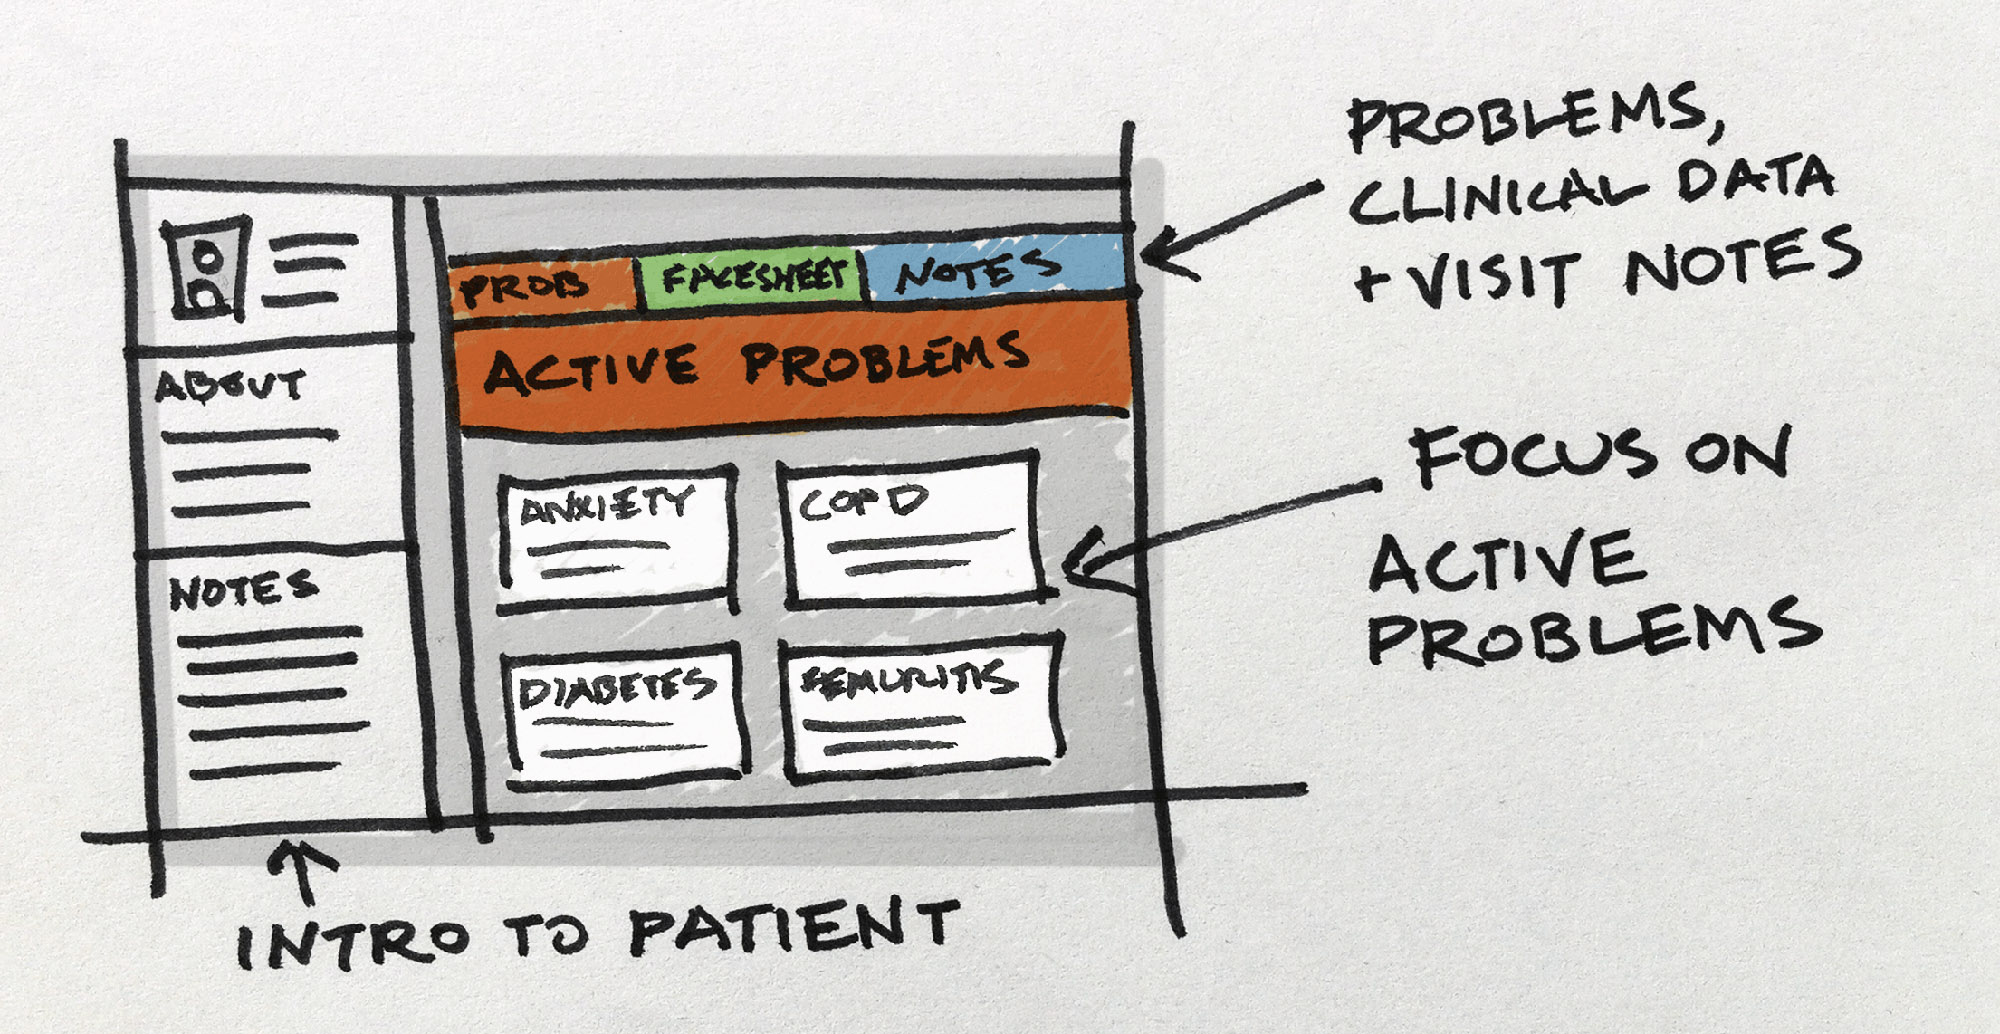 PROBLEMS,
CLINICAL DATA
+ VISIT NOTES
PROB
FACESHEET
NOTES
ACTIVE PROBLEMS
ABOUT
NOTES
ANXIETY
COPD
DIABETES
FEMURITIS
FOCUS ON
ACTIVE
PROBLEMS
INTRO TO PATIENT